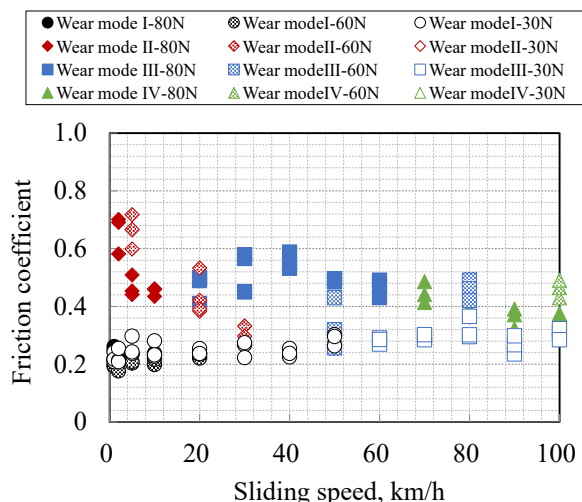 Wear mode I-80N Wear modeI-60N Wear modeI-30N
Wear mode II-80N Wear modeII-60N Wear modeII-30N
Wear mode III-80N Wear modeIII-60N Wear modeIII-30N
Wear mode IV-80N Wear modeIV-60N Wear modeIV-30N
1.0
0.8
0.6
0.4
0.2
0
Friction coefficient
0 20 40 60 80 100
Sliding speed, km/h